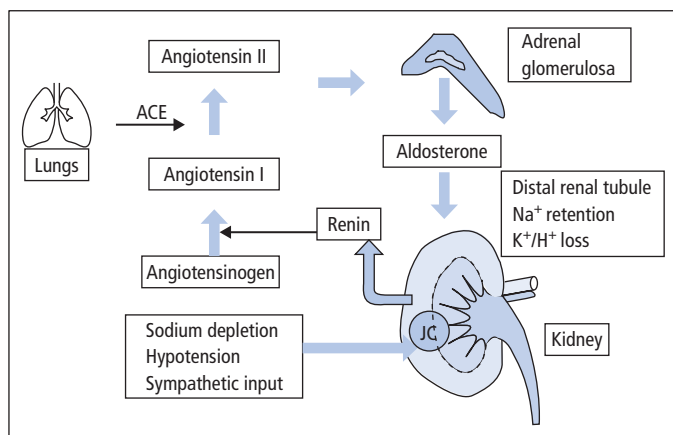 Angiotensin II
Adrenal
glomerulosa
ACE
Lungs
Aldosterone
Angiotensin I
Distal renal tubule
Na⁺ retention
K⁺/H⁺ loss
Renin
Angiotensinogen
Sodium depletion
Hypotension
Sympathetic input
JC
Kidney